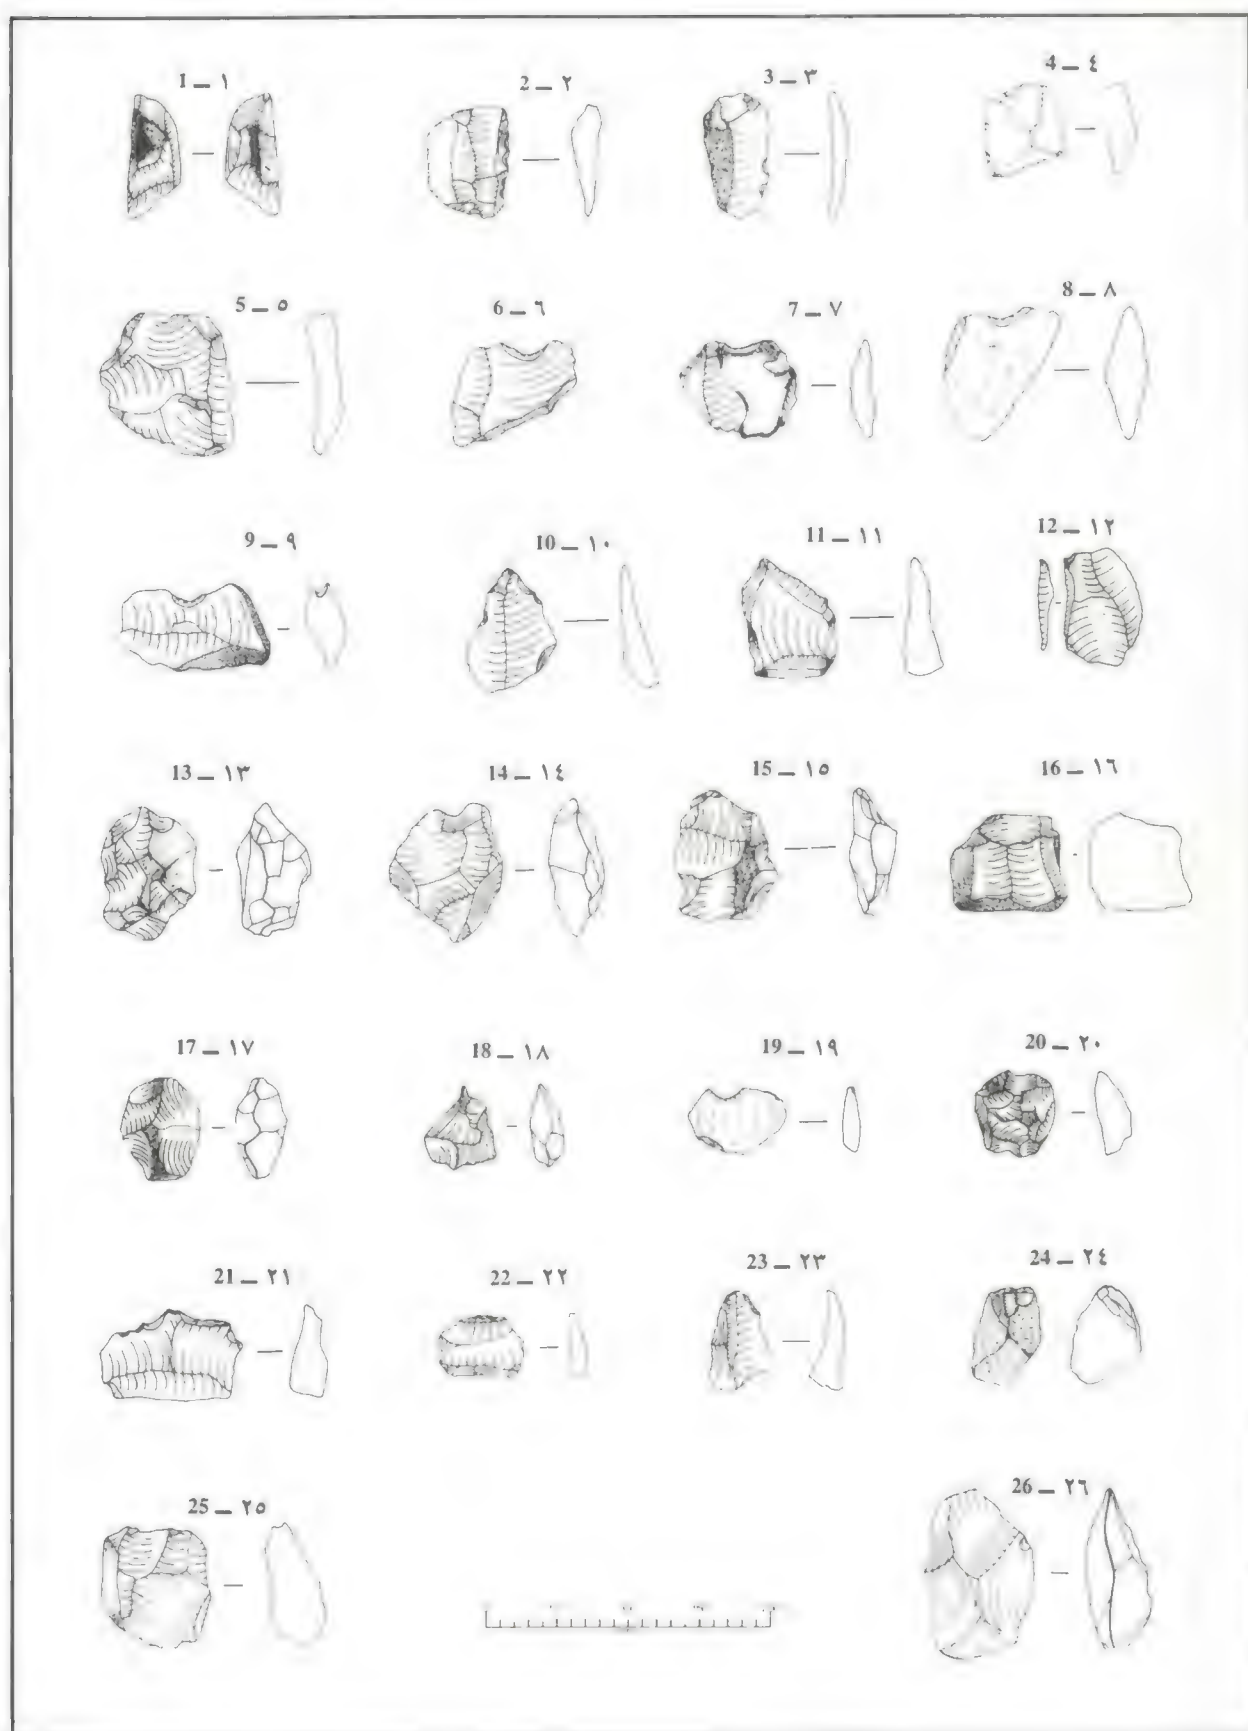 1 — ١
2 — ٢
3 — ٣
4 — ٤
5 — ٥
6 — ٦
7 — ٧
8 — ٨
9 — ٩
10 — ١٠
11 — ١١
12 — ١٢
13 — ١٣
14 — ١٤
15 — ١٥
16 — ١٦
17 — ١٧
18 — ١٨
19 — ١٩
20 — ٢٠
21 — ٢١
22 — ٢٢
23 — ٢٣
24 — ٢٤
25 — ٢٥
26 — ٢٦